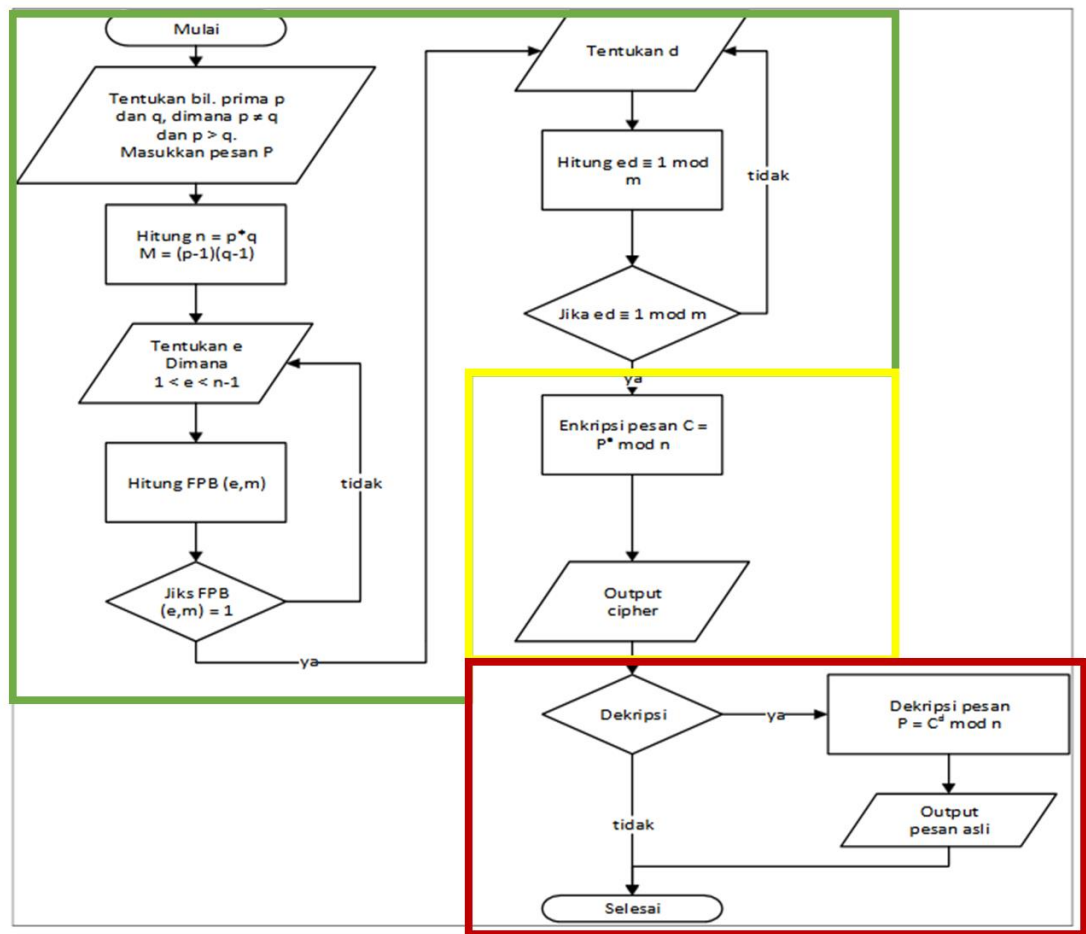 Mulai
Tentukan bil. prima p
dan q, dimana p ≠ q
dan p > q.
Masukkan pesan P
Hitung n = p*q
M = (p-1)(q-1)
Tentukan e
Dimana
1 < e < n-1
Hitung FPB (e,m)
tidak
Jiks FPB
(e,m) = 1
ya
Tentukan d
Hitung ed ≡ 1 mod
m
tidak
Jika ed ≡ 1 mod m
ya
Enkripsi pesan C =
Pᵉ mod n
Output
cipher
Dekripsi
ya
Dekripsi pesan
P = Cᵈ mod n
Output
pesan asli
tidak
Selesai